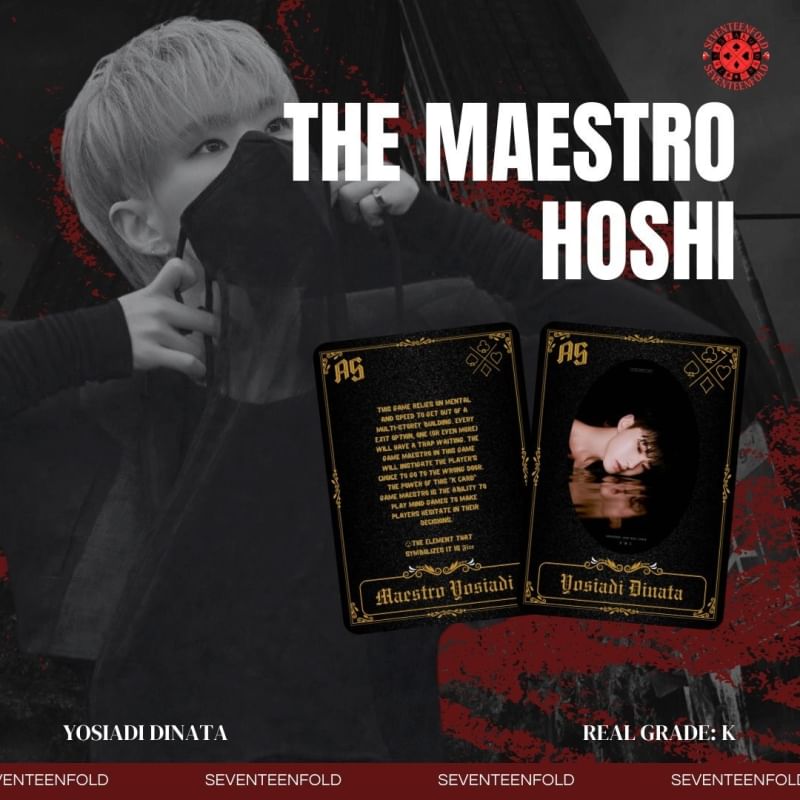 SEVENTEENFOLD
SEVENTEENFOLD
THE MAESTRO
HOSHI
AS
THIS GAME RELIES ON MENTAL
AND SPEED TO GET OUT OF A
MULTI-STOREY BUILDING. EVERY
EXIT OPTION, ONE (OR EVEN MORE)
WILL HAVE A TRAP WAITING. THE
GAME MAESTRO IN THIS GAME
WILL INSTIGATE THE PLAYER'S
CHOICE TO GO TO THE WRONG DOOR.
THE POWER OF THIS "K CARD"
GAME MAESTRO IS THE ABILITY TO
PLAY MIND GAMES TO MAKE
PLAYERS HESITATE IN THEIR
DECISIONS.
THE ELEMENT THAT
SYMBOLIZES IT IS Fire
Maestro Yosiadi
AS
Yosiadi Dinata
YOSIADI DINATA
REAL GRADE: K
VENTEENFOLD SEVENTEENFOLD SEVENTEENFOLD SEVENTEENF